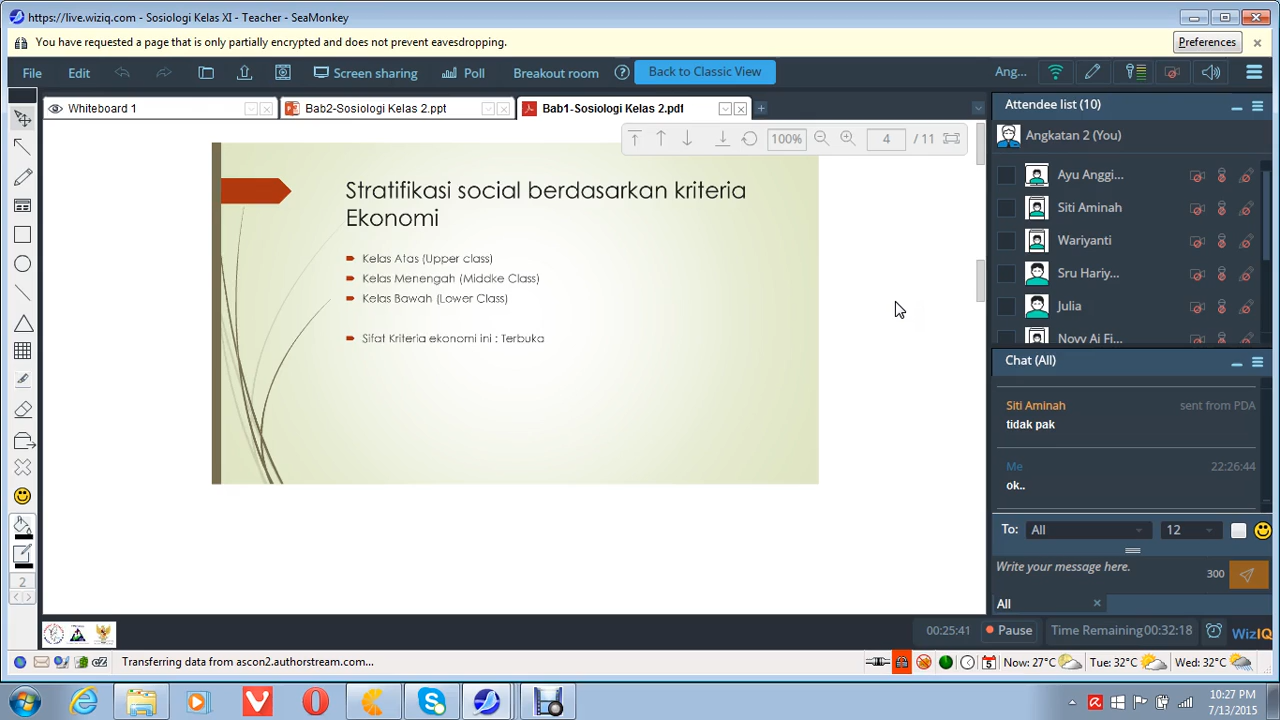 https://live.wiziq.com - Sosiologi Kelas XI - Teacher - SeaMonkey
You have requested a page that is only partially encrypted and does not prevent eavesdropping.
Preferences
File Edit Screen sharing Poll Breakout room Back to Classic View Ang...
Whiteboard 1
Bab2-Sosiologi Kelas 2.ppt
Bab1-Sosiologi Kelas 2.pdf
100% 4 / 11
Stratifikasi social berdasarkan kriteria
Ekonomi
Kelas Atas (Upper class)
Kelas Menengah (Middke Class)
Kelas Bawah (Lower Class)
Sifat Kriteria ekonomi ini : Terbuka
2
Attendee list (10)
Angkatan 2 (You)
Ayu Anggi...
Siti Aminah
Wariyanti
Sru Hariy...
Julia
Novy Ai Fi...
Chat (All)
Siti Aminah sent from PDA
tidak pak
Me 22:26:44
ok..
To: All 12
Write your message here. 300
All
00:25:41 Pause Time Remaining 00:32:18 WizIQ
Transferring data from ascon2.authorstream.com...
5 Now: 27°C Tue: 32°C Wed: 32°C
10:27 PM
7/13/2015